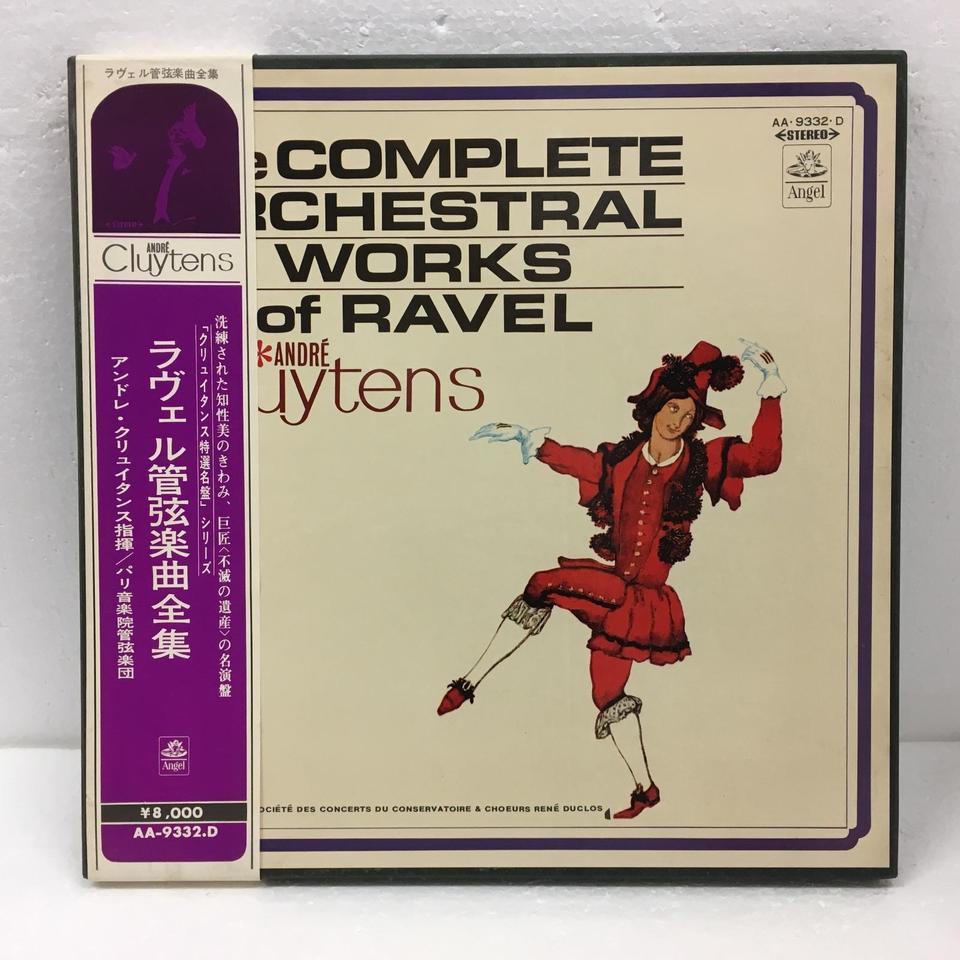 ラヴェル管弦楽曲全集
<STEREO>
ANDRÉ
Cluytens
洗練された知性美のきわみ、巨匠〈不滅の遺産〉の名演盤
「クリュイタンス特選名盤」シリーズ
ラヴェル管弦楽曲全集
アンドレ・クリュイタンス指揮/パリ音楽院管弦楽団
Angel
¥8,000
AA-9332.D
AA・9332・D
STEREO
Angel
e COMPLETE
RCHESTRAL
WORKS
of RAVEL
*ANDRÉ
uytens
OCIÉTÉ DES CONCERTS DU CONSERVATOIRE & CHOEURS RENÉ DUCLOS